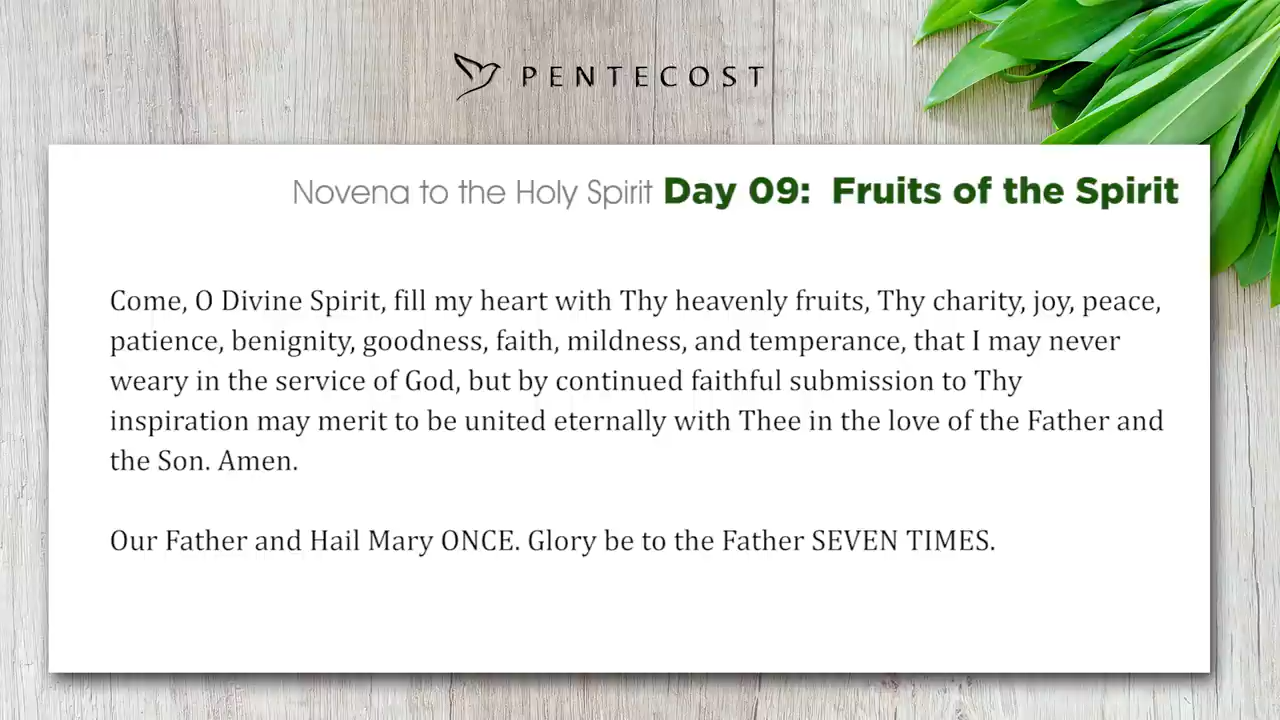 PENTECOST
Novena to the Holy Spirit Day 09: Fruits of the Spirit
Come, O Divine Spirit, fill my heart with Thy heavenly fruits, Thy charity, joy, peace,
patience, benignity, goodness, faith, mildness, and temperance, that I may never
weary in the service of God, but by continued faithful submission to Thy
inspiration may merit to be united eternally with Thee in the love of the Father and
the Son. Amen.
Our Father and Hail Mary ONCE. Glory be to the Father SEVEN TIMES.